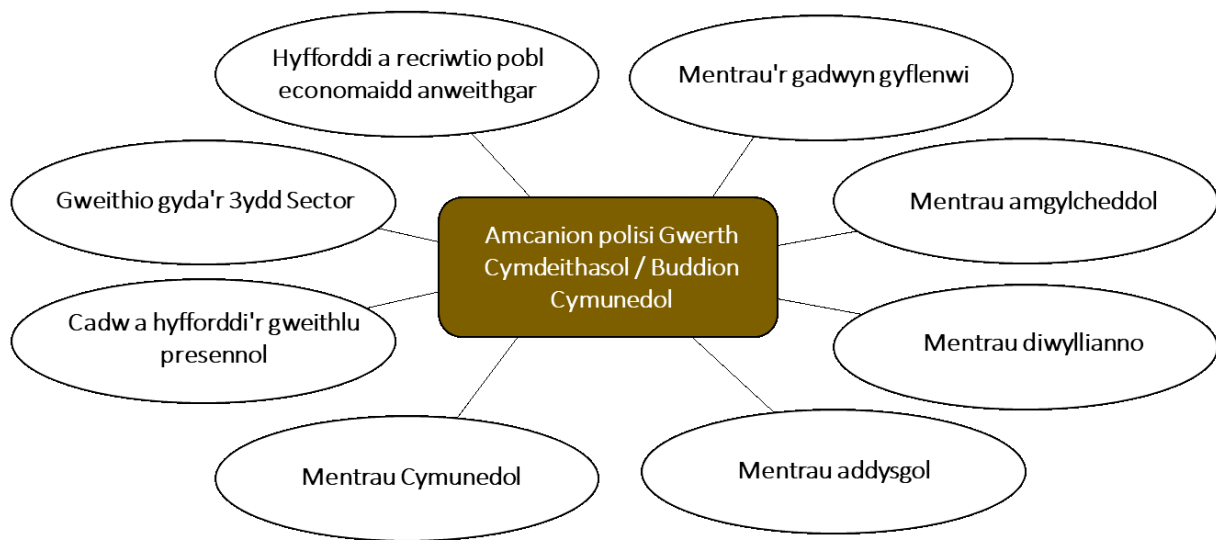 Hyfforddi a recriwtio pobl
economaidd anweithgar
Mentrau'r gadwyn gyflenwi
Gweithio gyda'r 3ydd Sector
Mentrau amgylcheddol
Amcanion polisi Gwerth
Cymdeithasol / Buddion
Cymunedol
Cadw a hyfforddi'r gweithlu
presennol
Mentrau diwyllianno
Mentrau Cymunedol
Mentrau addysgol